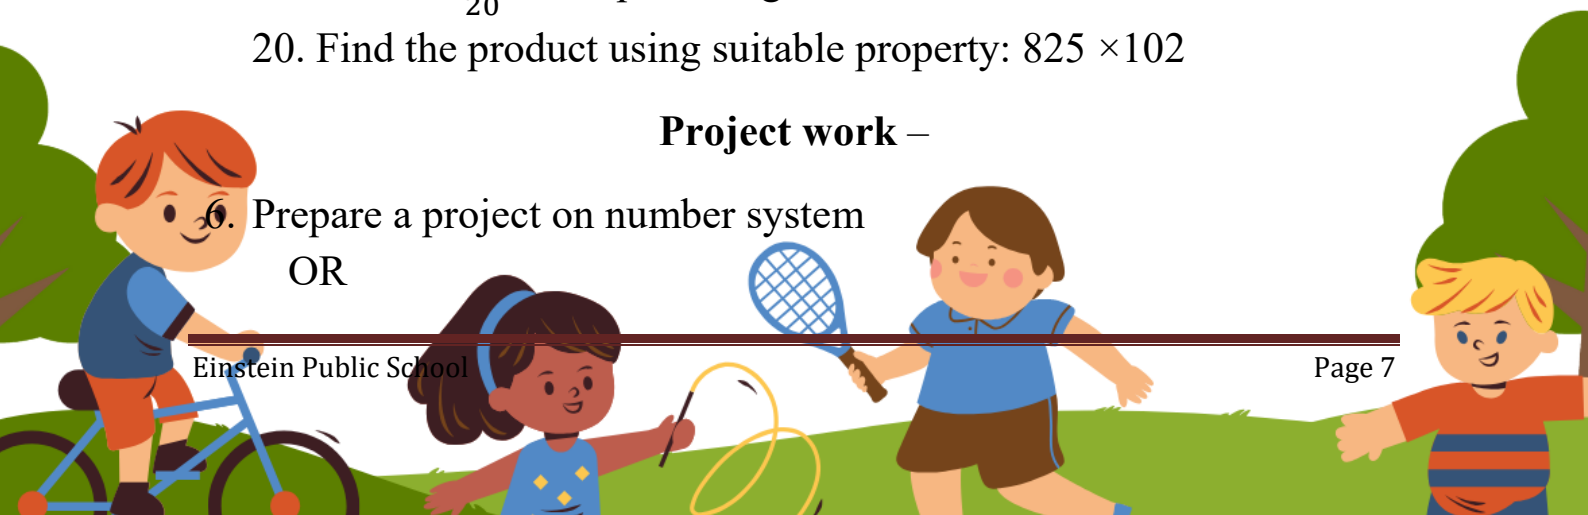 20
20. Find the product using suitable property: 825 ×102
Project work –
6. Prepare a project on number system
OR
Einstein Public School
Page 7